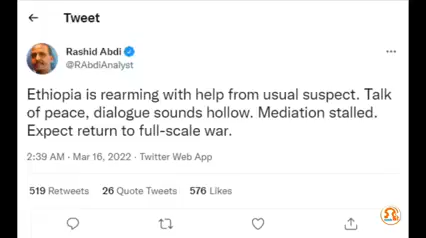 Tweet
Rashid Abdi
@RAbdiAnalyst
Ethiopia is rearming with help from usual suspect. Talk
of peace, dialogue sounds hollow. Mediation stalled.
Expect return to full-scale war.
2:39 AM · Mar 16, 2022 · Twitter Web App
519 Retweets 26 Quote Tweets 576 Likes